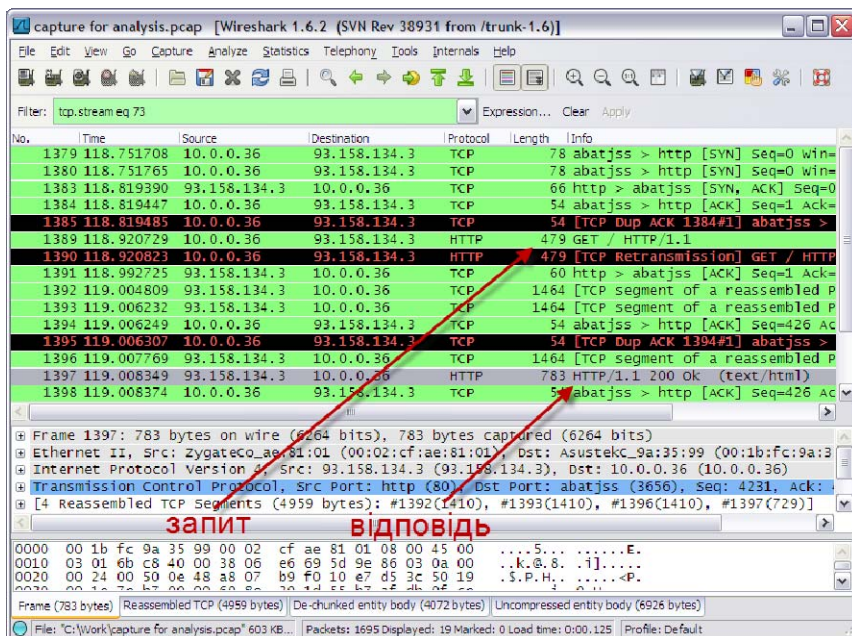 capture for analysis.pcap [Wireshark 1.6.2 (SVN Rev 38931 from /trunk-1.6)]
File Edit View Go Capture Analyze Statistics Telephony Tools Internals Help
Filter: tcp.stream eq 73 Expression... Clear Apply
No. Time Source Destination Protocol Length Info
1379 118.751708 10.0.0.36 93.158.134.3 TCP 78 abatjss > http [SYN] Seq=0 Win=
1380 118.751765 10.0.0.36 93.158.134.3 TCP 78 abatjss > http [SYN] Seq=0 Win=
1383 118.819390 93.158.134.3 10.0.0.36 TCP 66 http > abatjss [SYN, ACK] Seq=0
1384 118.819447 10.0.0.36 93.158.134.3 TCP 54 abatjss > http [ACK] Seq=1 Ack=
1385 118.819485 10.0.0.36 93.158.134.3 TCP 54 [TCP Dup ACK 1384#1] abatjss >
1389 118.920729 10.0.0.36 93.158.134.3 HTTP 479 GET / HTTP/1.1
1390 118.920823 10.0.0.36 93.158.134.3 HTTP 479 [TCP Retransmission] GET / HTTP
1391 118.992725 93.158.134.3 10.0.0.36 TCP 60 http > abatjss [ACK] Seq=1 Ack=
1392 119.004809 93.158.134.3 10.0.0.36 TCP 1464 [TCP segment of a reassembled P
1393 119.006232 93.158.134.3 10.0.0.36 TCP 1464 [TCP segment of a reassembled P
1394 119.006249 10.0.0.36 93.158.134.3 TCP 54 abatjss > http [ACK] Seq=426 Ac
1395 119.006307 10.0.0.36 93.158.134.3 TCP 54 [TCP Dup ACK 1394#1] abatjss >
1396 119.007769 93.158.134.3 10.0.0.36 TCP 1464 [TCP segment of a reassembled P
1397 119.008349 93.158.134.3 10.0.0.36 HTTP 783 HTTP/1.1 200 Ok (text/html)
1398 119.008374 10.0.0.36 93.158.134.3 TCP 54 abatjss > http [ACK] Seq=426 Ac
Frame 1397: 783 bytes on wire (6264 bits), 783 bytes captured (6264 bits)
Ethernet II, Src: ZygateCo_ae:81:01 (00:02:cf:ae:81:01), Dst: AsustekC_9a:35:99 (00:1b:fc:9a:3
Internet Protocol Version 4, Src: 93.158.134.3 (93.158.134.3), Dst: 10.0.0.36 (10.0.0.36)
Transmission Control Protocol, Src Port: http (80), Dst Port: abatjss (3656), Seq: 4231, Ack:
[4 Reassembled TCP Segments (4959 bytes): #1392(1410), #1393(1410), #1396(1410), #1397(729)]
запит відповідь
0000 00 1b fc 9a 35 99 00 02 cf ae 81 01 08 00 45 00 ....5... ......E.
0010 03 01 6b c8 40 00 38 06 e6 69 5d 9e 86 03 0a 00 ..k.@.8. .i].....
0020 00 24 00 50 0e 48 a8 07 b9 f0 10 e7 d5 3c 50 19 .$.P.H.. .....<P.
Frame (783 bytes) Reassembled TCP (4959 bytes) De-chunked entity body (4072 bytes) Uncompressed entity body (6926 bytes)
File: "C:\Work\capture for analysis.pcap" 603 KB... Packets: 1695 Displayed: 19 Marked: 0 Load time: 0:00.125 Profile: Default